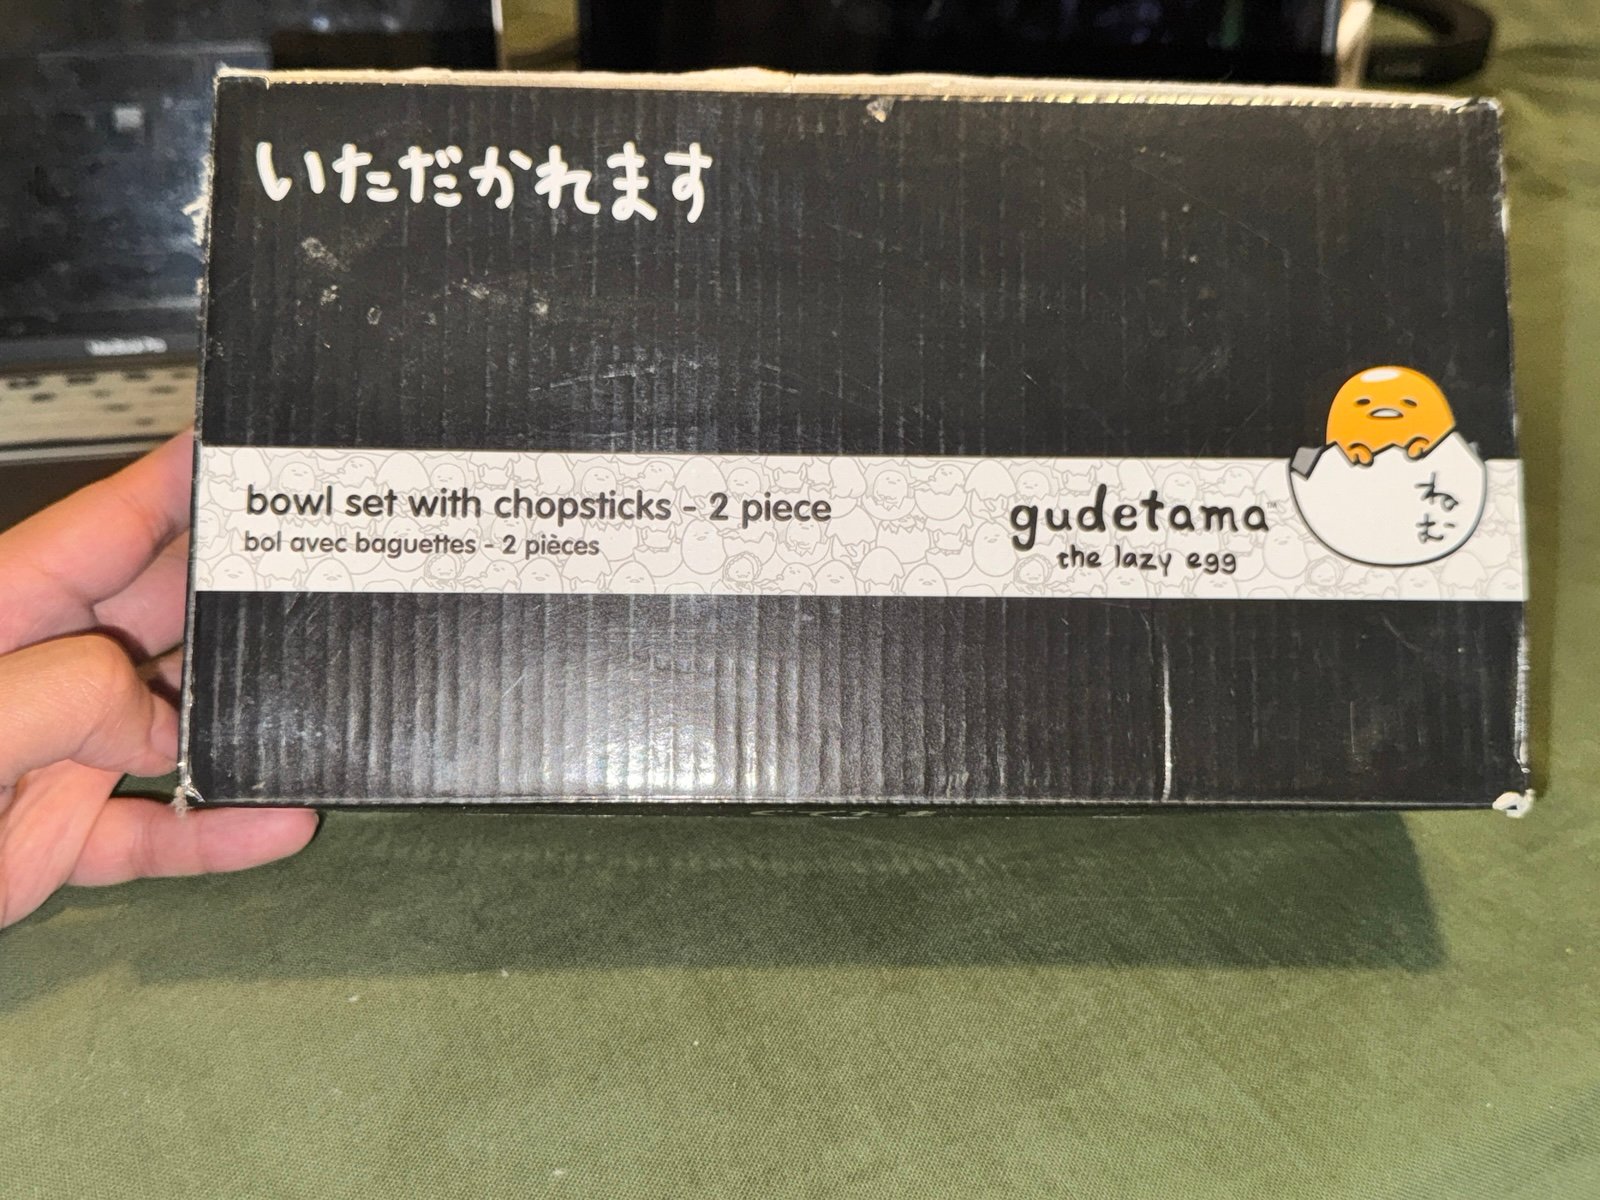 いただかれます
bowl set with chopsticks - 2 piece
bol avec baguettes - 2 pièces
gudetama™
the lazy egg
ねむ